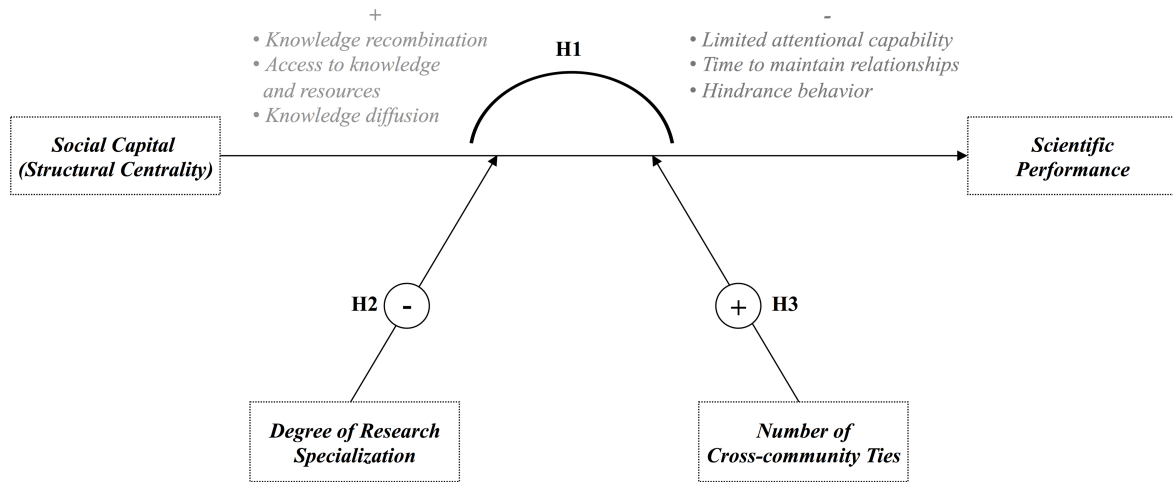 +
• Knowledge recombination
• Access to knowledge
and resources
• Knowledge diffusion
H1
-
• Limited attentional capability
• Time to maintain relationships
• Hindrance behavior
Social Capital
(Structural Centrality)
Scientific
Performance
H2
-
+
H3
Degree of Research
Specialization
Number of
Cross-community Ties